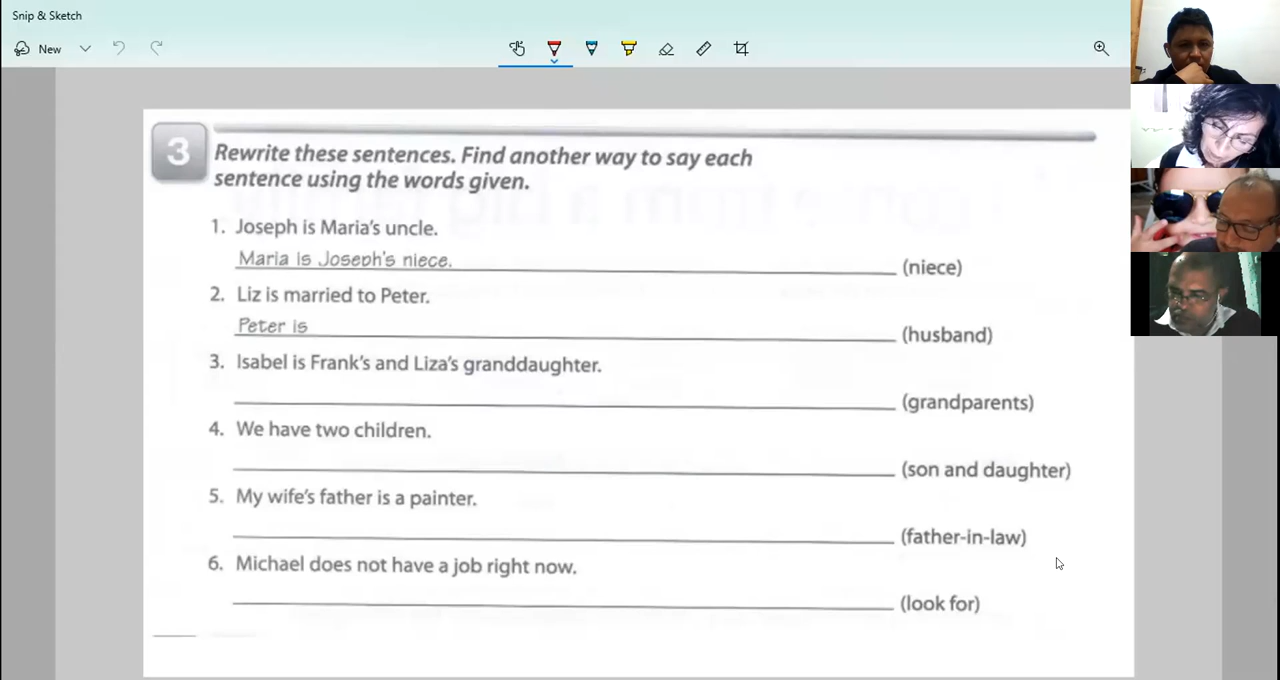 Snip & Sketch
New
3
Rewrite these sentences. Find another way to say each
sentence using the words given.
1. Joseph is Maria's uncle.
Maria is Joseph's niece. (niece)
2. Liz is married to Peter.
Peter is (husband)
3. Isabel is Frank's and Liza's granddaughter.
(grandparents)
4. We have two children.
(son and daughter)
5. My wife's father is a painter.
(father-in-law)
6. Michael does not have a job right now.
(look for)